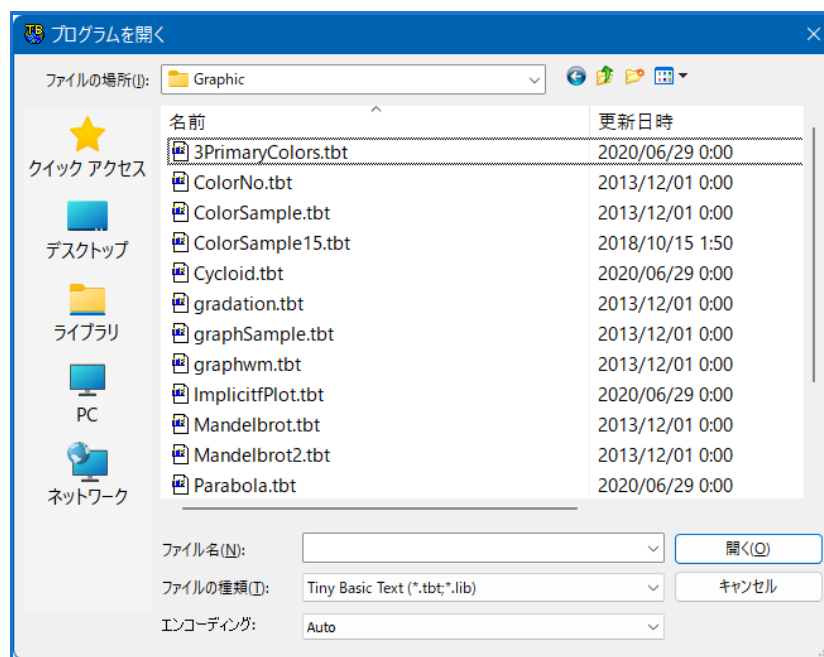 プログラムを開く
ファイルの場所(I): Graphic
クイック アクセス
デスクトップ
ライブラリ
PC
ネットワーク
名前 更新日時
3PrimaryColors.tbt 2020/06/29 0:00
ColorNo.tbt 2013/12/01 0:00
ColorSample.tbt 2013/12/01 0:00
ColorSample15.tbt 2018/10/15 1:50
Cycloid.tbt 2020/06/29 0:00
gradation.tbt 2013/12/01 0:00
graphSample.tbt 2013/12/01 0:00
graphwm.tbt 2013/12/01 0:00
ImplicitfPlot.tbt 2020/06/29 0:00
Mandelbrot.tbt 2013/12/01 0:00
Mandelbrot2.tbt 2013/12/01 0:00
Parabola.tbt 2020/06/29 0:00
ファイル名(N): 開く(O)
ファイルの種類(T): Tiny Basic Text (*.tbt;*.lib) キャンセル
エンコーディング: Auto